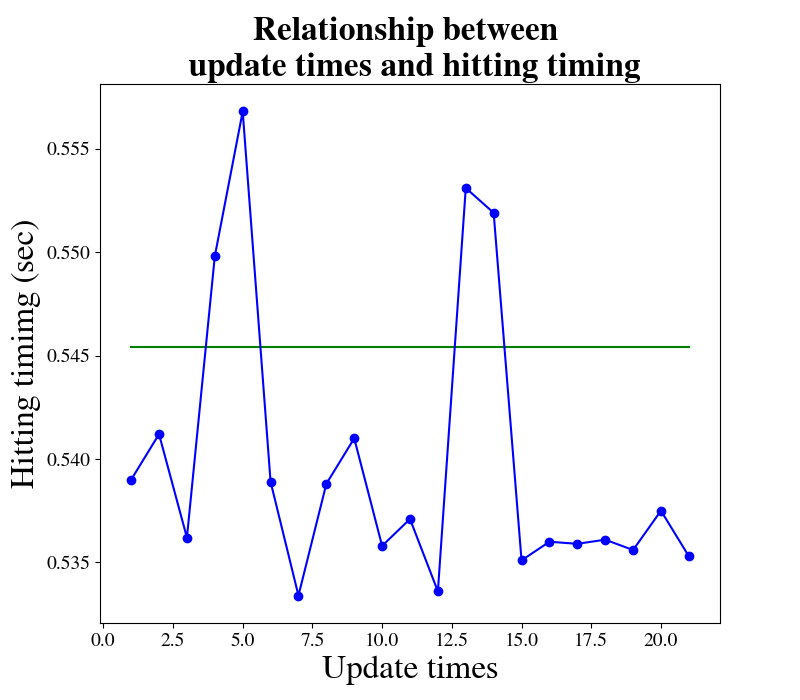 Relationship between
update times and hitting timing
Hitting timimg (sec)
0.555
0.550
0.545
0.540
0.535
0.0 2.5 5.0 7.5 10.0 12.5 15.0 17.5 20.0
Update times